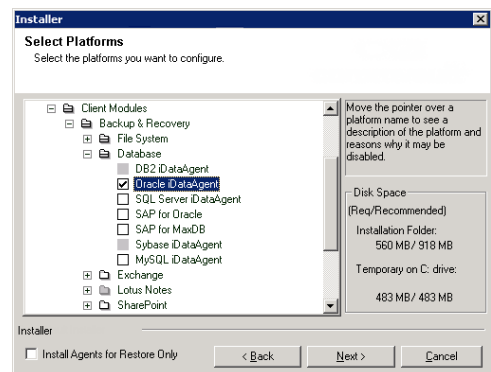 Installer
Select Platforms
Select the platforms you want to configure.
Client Modules
Backup & Recovery
File System
Database
DB2 iDataAgent
Oracle iDataAgent
SQL Server iDataAgent
SAP for Oracle
SAP for MaxDB
Sybase iDataAgent
MySQL iDataAgent
Exchange
Lotus Notes
SharePoint
Move the pointer over a
platform name to see a
description of the platform and
reasons why it may be
disabled.
Disk Space
(Req/Recommended)
Installation Folder:
560 MB/ 918 MB
Temporary on C: drive:
483 MB/ 483 MB
Installer
Install Agents for Restore Only
< Back
Next >
Cancel